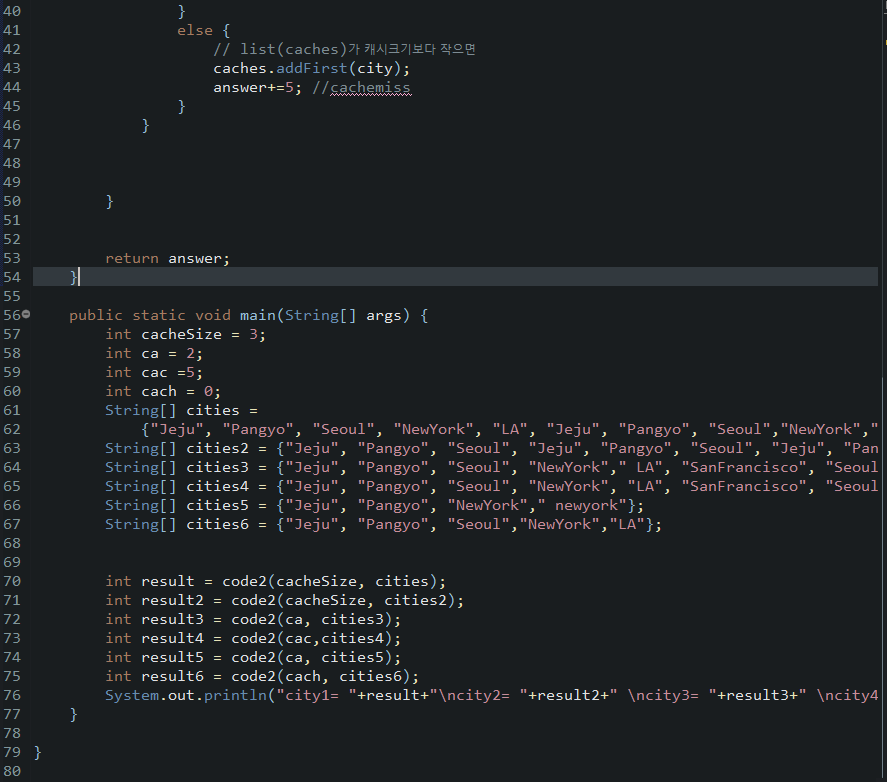 40                 }
41                 else {
42                     // list(caches)가 캐시크기보다 작으면
43                     caches.addFirst(city);
44                     answer+=5; //cachemiss
45                 }
46             }
47
48
49
50         }
51
52
53         return answer;
54     }
55
56     public static void main(String[] args) {
57         int cacheSize = 3;
58         int ca = 2;
59         int cac =5;
60         int cach = 0;
61         String[] cities =
62             {"Jeju", "Pangyo", "Seoul", "NewYork", "LA", "Jeju", "Pangyo", "Seoul","NewYork","
63         String[] cities2 = {"Jeju", "Pangyo", "Seoul", "Jeju", "Pangyo", "Seoul", "Jeju", "Pan
64         String[] cities3 = {"Jeju", "Pangyo", "Seoul", "NewYork"," LA", "SanFrancisco", "Seoul
65         String[] cities4 = {"Jeju", "Pangyo", "Seoul", "NewYork", "LA", "SanFrancisco", "Seoul
66         String[] cities5 = {"Jeju", "Pangyo", "NewYork"," newyork"};
67         String[] cities6 = {"Jeju", "Pangyo", "Seoul","NewYork","LA"};
68
69
70         int result = code2(cacheSize, cities);
71         int result2 = code2(cacheSize, cities2);
72         int result3 = code2(ca, cities3);
73         int result4 = code2(cac,cities4);
74         int result5 = code2(ca, cities5);
75         int result6 = code2(cach, cities6);
76         System.out.println("city1= "+result+"\ncity2= "+result2+" \ncity3= "+result3+" \ncity4
77     }
78
79 }
80